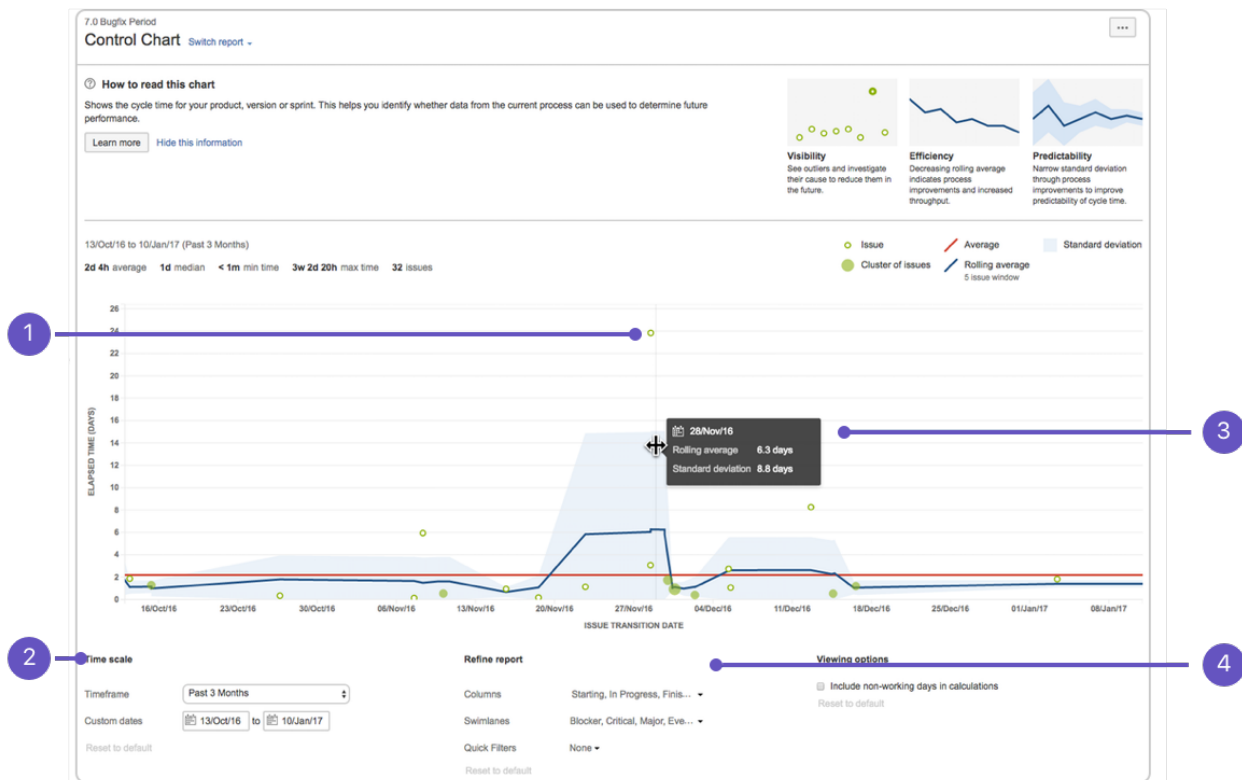 7.0 Bugfix Period
Control Chart Switch report
...
How to read this chart
Shows the cycle time for your product, version or sprint. This helps you identify whether data from the current process can be used to determine future
performance.
Learn more Hide this information
Visibility
See outliers and investigate
their cause to reduce them in
the future.
Efficiency
Decreasing rolling average
indicates process
improvements and increased
throughput.
Predictability
Narrow standard deviation
through process
improvements to improve
predictability of cycle time.
13/Oct/16 to 10/Jan/17 (Past 3 Months)
2d 4h average 1d median < 1m min time 3w 2d 20h max time 32 issues
Issue Average Standard deviation
Cluster of issues Rolling average
5 issue window
26
1
24
22
20
18
16
14
12
10
8
6
4
2
0
ELAPSED TIME (DAYS)
28/Nov/16
Rolling average 6.3 days
Standard deviation 8.8 days
3
16/Oct/16 23/Oct/16 30/Oct/16 06/Nov/16 13/Nov/16 20/Nov/16 27/Nov/16 04/Dec/16 11/Dec/16 18/Dec/16 25/Dec/16 01/Jan/17 08/Jan/17
ISSUE TRANSITION DATE
2
Time scale
Timeframe Past 3 Months
Custom dates 13/Oct/16 to 10/Jan/17
Reset to default
Refine report
Columns Starting, In Progress, Finis...
Swimlanes Blocker, Critical, Major, Eve...
Quick Filters None
Reset to default
Viewing options
4
Include non-working days in calculations
Reset to default